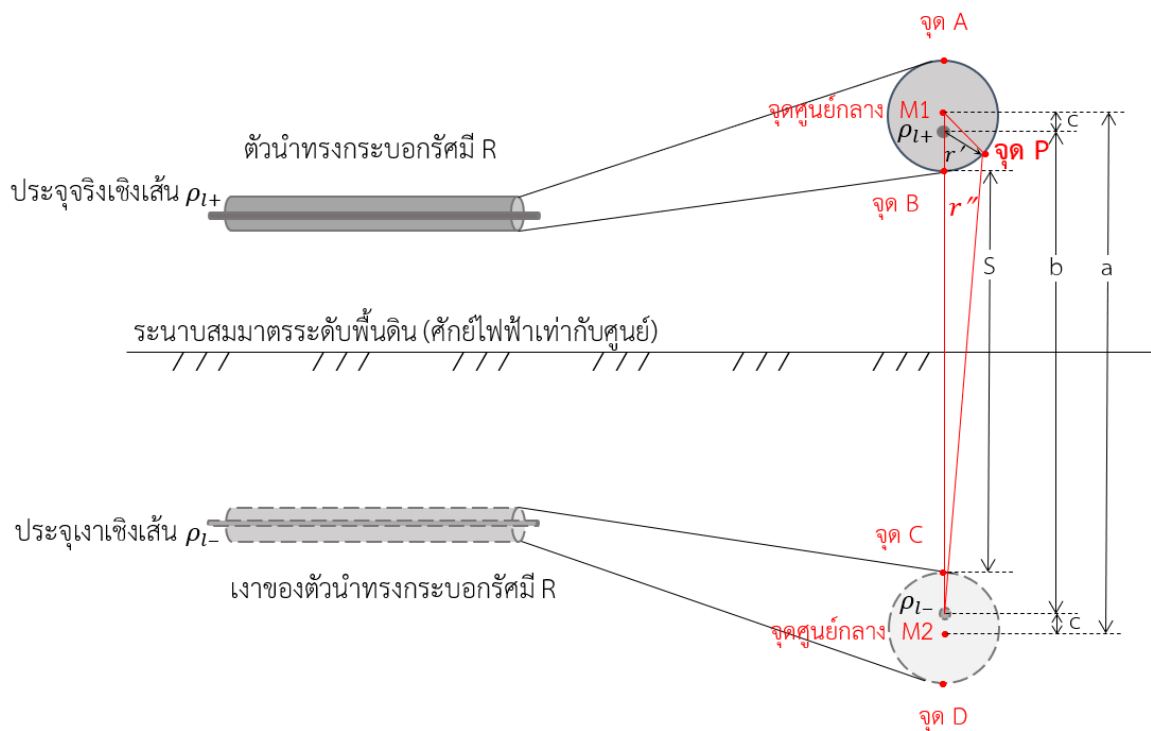 จุด A
จุดศูนย์กลาง M1
c
ρl+
r′
จุด P
ตัวนำทรงกระบอกรัศมี R
ประจุจริงเชิงเส้น ρl+
จุด B
r″
S
b
a
ระนาบสมมาตรระดับพื้นดิน (ศักย์ไฟฟ้าเท่ากับศูนย์)
ประจุเงาเชิงเส้น ρl−
จุด C
เงาของตัวนำทรงกระบอกรัศมี R
ρl−
c
จุดศูนย์กลาง M2
จุด D